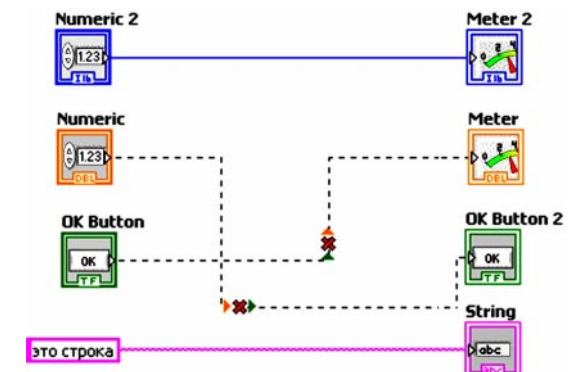 Numeric 2
Meter 2
1.23
I16
I16
Numeric
Meter
1.23
DBL
DBL
OK Button
OK Button 2
OK
TF
OK
TF
String
это строка
abc
abc